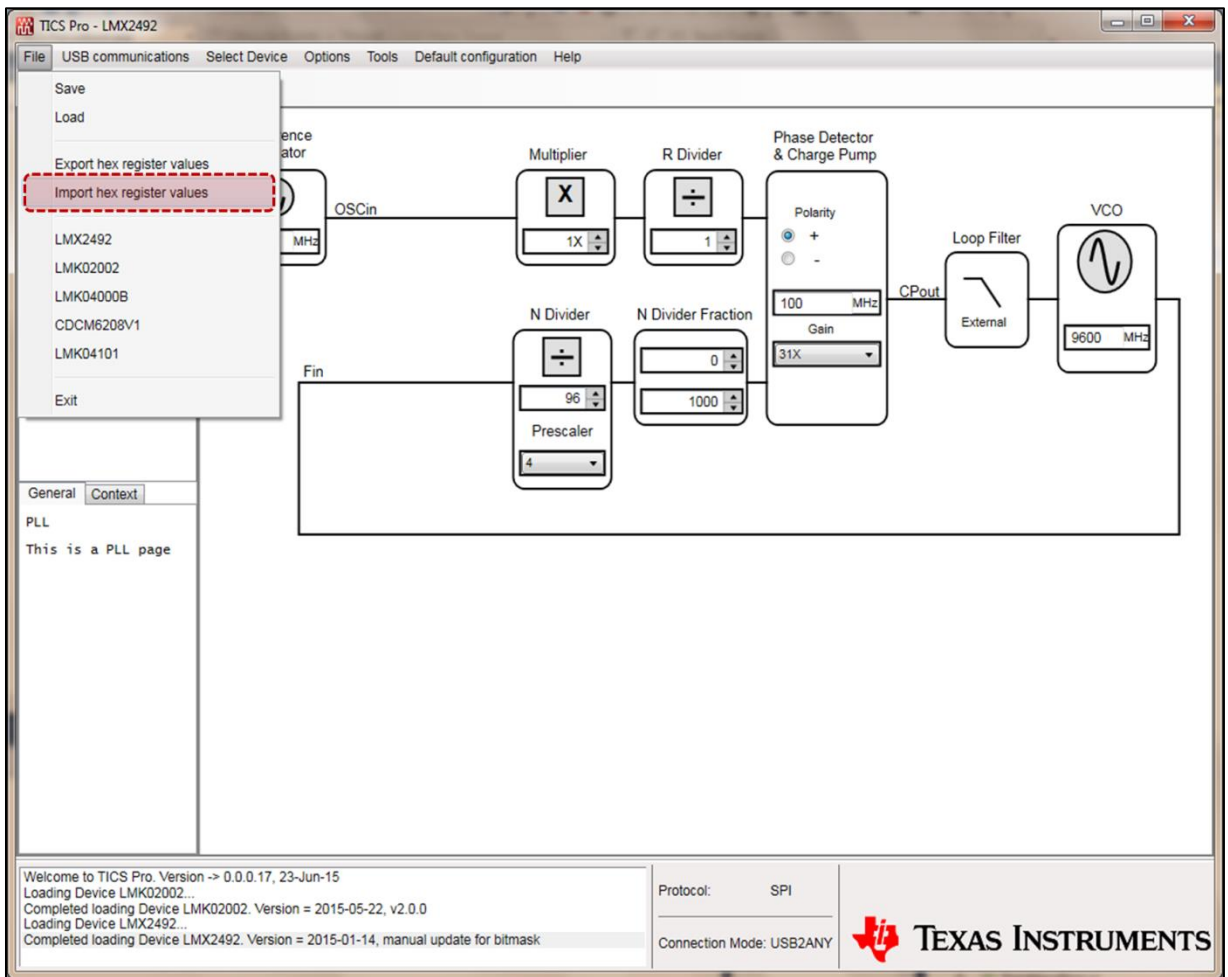 TICS Pro - LMX2492
File USB communications Select Device Options Tools Default configuration Help
Save
Load
Export hex register values
Import hex register values
LMX2492
LMK02002
LMK04000B
CDCM6208V1
LMK04101
Exit
OSCin
MHz
Multiplier
X
1X
R Divider
÷
1
Phase Detector
& Charge Pump
Polarity
+
-
100 MHz
Gain
31X
CPout
Loop Filter
External
VCO
9600 MHz
Fin
N Divider
÷
96
Prescaler
4
N Divider Fraction
0
1000
General Context
PLL
This is a PLL page
Welcome to TICS Pro. Version -> 0.0.0.17, 23-Jun-15
Loading Device LMK02002...
Completed loading Device LMK02002. Version = 2015-05-22, v2.0.0
Loading Device LMX2492...
Completed loading Device LMX2492. Version = 2015-01-14, manual update for bitmask
Protocol: SPI
Connection Mode: USB2ANY
TEXAS INSTRUMENTS